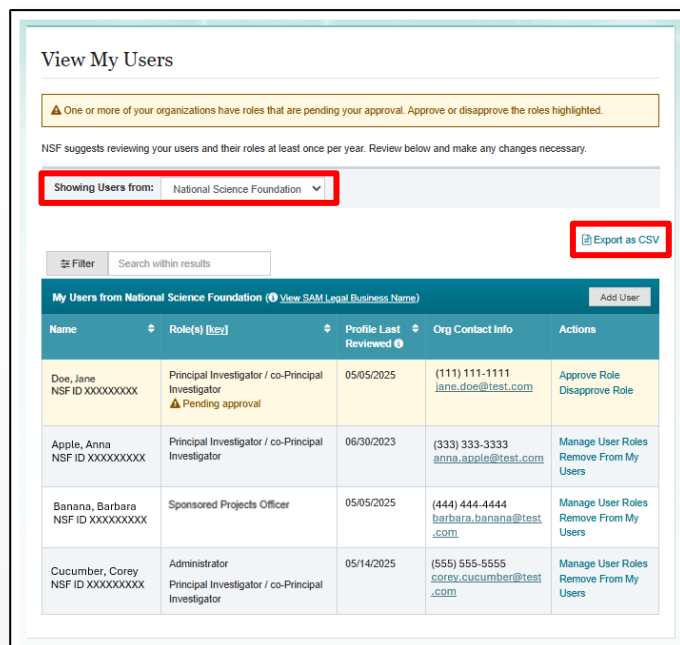 View My Users
One or more of your organizations have roles that are pending your approval. Approve or disapprove the roles highlighted.
NSF suggests reviewing your users and their roles at least once per year. Review below and make any changes necessary.
Showing Users from: National Science Foundation
Export as CSV
Filter Search within results
My Users from National Science Foundation (View SAM Legal Business Name) Add User
Name Role(s) [key] Profile Last Org Contact Info Actions
Reviewed
Doe, Jane Principal Investigator / co-Principal 05/05/2025 (111) 111-1111 Approve Role
NSF ID XXXXXXXXX Investigator jane.doe@test.com Disapprove Role
Pending approval
Apple, Anna Principal Investigator / co-Principal 06/30/2023 (333) 333-3333 Manage User Roles
NSF ID XXXXXXXXX Investigator anna.apple@test.com Remove From My
Users
Banana, Barbara Sponsored Projects Officer 05/05/2025 (444) 444-4444 Manage User Roles
NSF ID XXXXXXXXX barbara.banana@test Remove From My
.com Users
Cucumber, Corey Administrator 05/14/2025 (555) 555-5555 Manage User Roles
NSF ID XXXXXXXXX Principal Investigator / co-Principal corey.cucumber@test Remove From My
Investigator .com Users